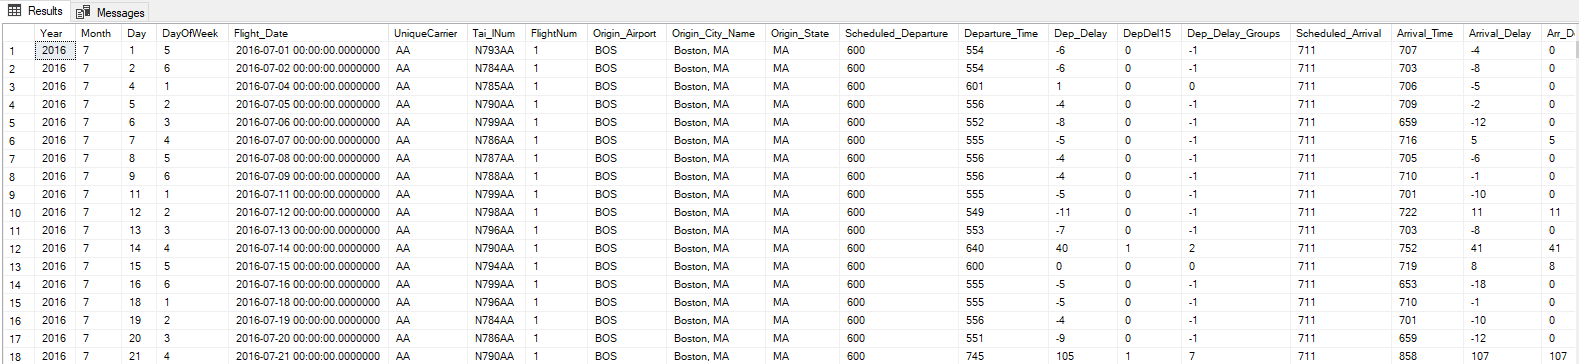 Results Messages
Year Month Day DayOfWeek Flight_Date UniqueCarrier Tai_lNum FlightNum Origin_Airport Origin_City_Name Origin_State Scheduled_Departure Departure_Time Dep_Delay DepDel15 Dep_Delay_Groups Scheduled_Arrival Arrival_Time Arrival_Delay Arr_De
1 2016 7 1 5 2016-07-01 00:00:00.0000000 AA N793AA 1 BOS Boston, MA MA 600 554 -6 0 -1 711 707 -4 0
2 2016 7 2 6 2016-07-02 00:00:00.0000000 AA N784AA 1 BOS Boston, MA MA 600 554 -6 0 -1 711 703 -8 0
3 2016 7 4 1 2016-07-04 00:00:00.0000000 AA N785AA 1 BOS Boston, MA MA 600 601 1 0 0 711 706 -5 0
4 2016 7 5 2 2016-07-05 00:00:00.0000000 AA N790AA 1 BOS Boston, MA MA 600 556 -4 0 -1 711 709 -2 0
5 2016 7 6 3 2016-07-06 00:00:00.0000000 AA N799AA 1 BOS Boston, MA MA 600 552 -8 0 -1 711 659 -12 0
6 2016 7 7 4 2016-07-07 00:00:00.0000000 AA N786AA 1 BOS Boston, MA MA 600 555 -5 0 -1 711 716 5 5
7 2016 7 8 5 2016-07-08 00:00:00.0000000 AA N787AA 1 BOS Boston, MA MA 600 556 -4 0 -1 711 705 -6 0
8 2016 7 9 6 2016-07-09 00:00:00.0000000 AA N788AA 1 BOS Boston, MA MA 600 556 -4 0 -1 711 710 -1 0
9 2016 7 11 1 2016-07-11 00:00:00.0000000 AA N799AA 1 BOS Boston, MA MA 600 555 -5 0 -1 711 701 -10 0
10 2016 7 12 2 2016-07-12 00:00:00.0000000 AA N798AA 1 BOS Boston, MA MA 600 549 -11 0 -1 711 722 11 11
11 2016 7 13 3 2016-07-13 00:00:00.0000000 AA N796AA 1 BOS Boston, MA MA 600 553 -7 0 -1 711 703 -8 0
12 2016 7 14 4 2016-07-14 00:00:00.0000000 AA N790AA 1 BOS Boston, MA MA 600 640 40 1 2 711 752 41 41
13 2016 7 15 5 2016-07-15 00:00:00.0000000 AA N794AA 1 BOS Boston, MA MA 600 600 0 0 0 711 719 8 8
14 2016 7 16 6 2016-07-16 00:00:00.0000000 AA N799AA 1 BOS Boston, MA MA 600 555 -5 0 -1 711 653 -18 0
15 2016 7 18 1 2016-07-18 00:00:00.0000000 AA N796AA 1 BOS Boston, MA MA 600 555 -5 0 -1 711 710 -1 0
16 2016 7 19 2 2016-07-19 00:00:00.0000000 AA N784AA 1 BOS Boston, MA MA 600 556 -4 0 -1 711 701 -10 0
17 2016 7 20 3 2016-07-20 00:00:00.0000000 AA N786AA 1 BOS Boston, MA MA 600 551 -9 0 -1 711 659 -12 0
18 2016 7 21 4 2016-07-21 00:00:00.0000000 AA N790AA 1 BOS Boston, MA MA 600 745 105 1 7 711 858 107 107